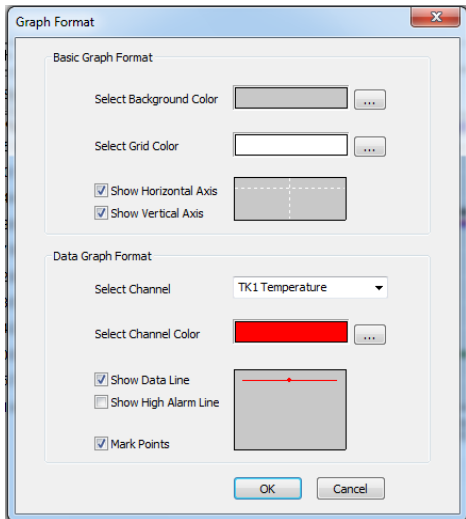 Graph Format
Basic Graph Format
Select Background Color ...
Select Grid Color ...
Show Horizontal Axis
Show Vertical Axis
Data Graph Format
Select Channel TK1 Temperature
Select Channel Color ...
Show Data Line
Show High Alarm Line
Mark Points
OK Cancel